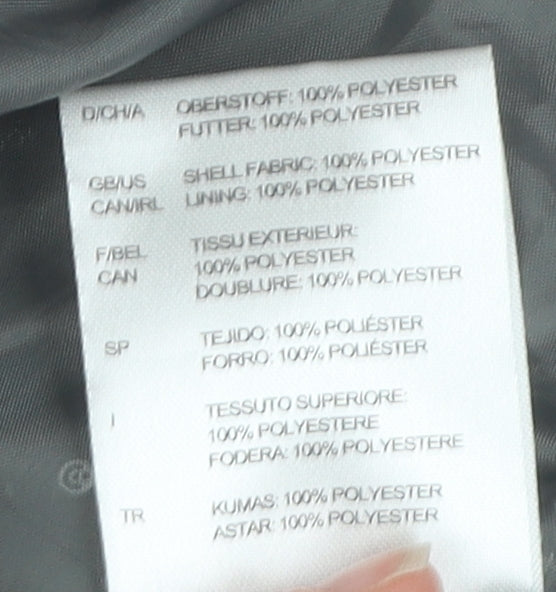 D/CH/A OBERSTOFF: 100% POLYESTER
FUTTER: 100% POLYESTER
GB/US SHELL FABRIC: 100% POLYESTER
CAN/IRL LINING: 100% POLYESTER
F/BEL TISSU EXTERIEUR:
CAN 100% POLYESTER
DOUBLURE: 100% POLYESTER
SP TEJIDO: 100% POLIÉSTER
FORRO: 100% POLIÉSTER
I TESSUTO SUPERIORE:
100% POLYESTERE
FODERA: 100% POLYESTERE
TR KUMAS: 100% POLYESTER
ASTAR: 100% POLYESTER